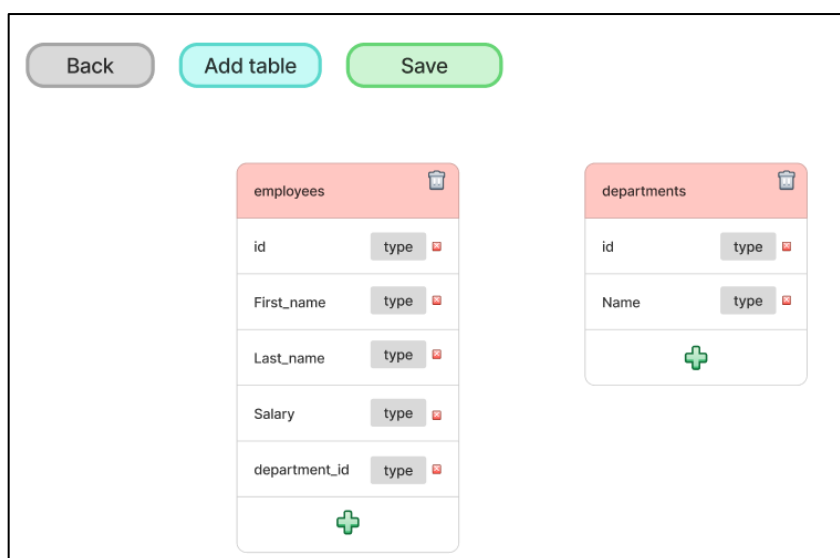 Back
Add table
Save
employees
id type
First_name type
Last_name type
Salary type
department_id type
departments
id type
Name type